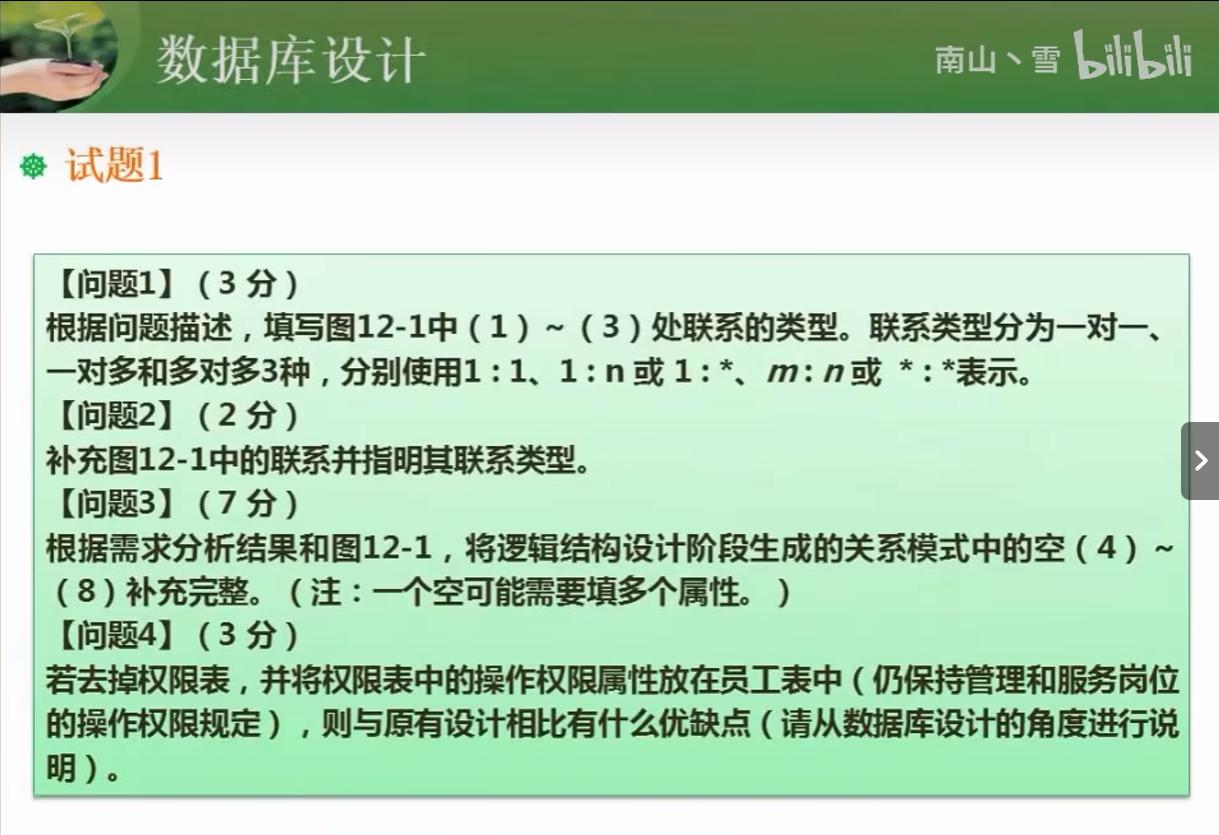 数据库设计
南山丶雪 bilibili
试题1
【问题1】（3 分）
根据问题描述，填写图12-1中（1）~（3）处联系的类型。联系类型分为一对一、
一对多和多对多3种，分别使用1：1、1：n 或 1：*、m：n 或 *：*表示。
【问题2】（2 分）
补充图12-1中的联系并指明其联系类型。
【问题3】（7 分）
根据需求分析结果和图12-1，将逻辑结构设计阶段生成的关系模式中的空（4）~
（8）补充完整。（注：一个空可能需要填多个属性。）
【问题4】（3 分）
若去掉权限表，并将权限表中的操作权限属性放在员工表中（仍保持管理和服务岗位
的操作权限规定），则与原有设计相比有什么优缺点（请从数据库设计的角度进行说
明）。